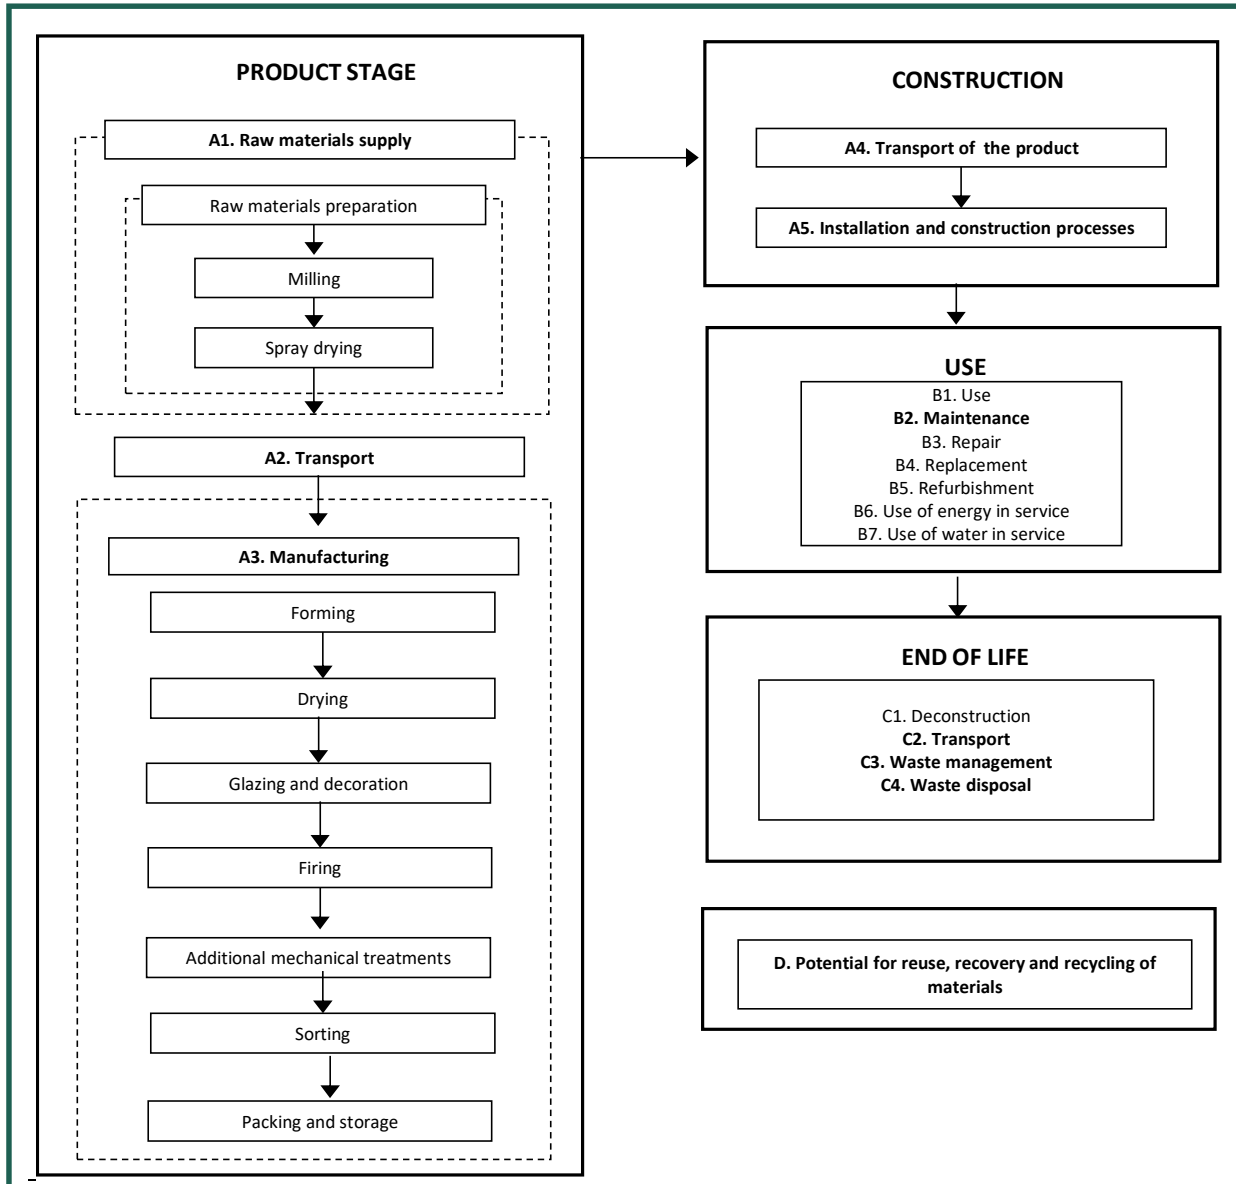 PRODUCT STAGE
A1. Raw materials supply
Raw materials preparation
Milling
Spray drying
A2. Transport
A3. Manufacturing
Forming
Drying
Glazing and decoration
Firing
Additional mechanical treatments
Sorting
Packing and storage
CONSTRUCTION
A4. Transport of the product
A5. Installation and construction processes
USE
B1. Use
B2. Maintenance
B3. Repair
B4. Replacement
B5. Refurbishment
B6. Use of energy in service
B7. Use of water in service
END OF LIFE
C1. Deconstruction
C2. Transport
C3. Waste management
C4. Waste disposal
D. Potential for reuse, recovery and recycling of
materials